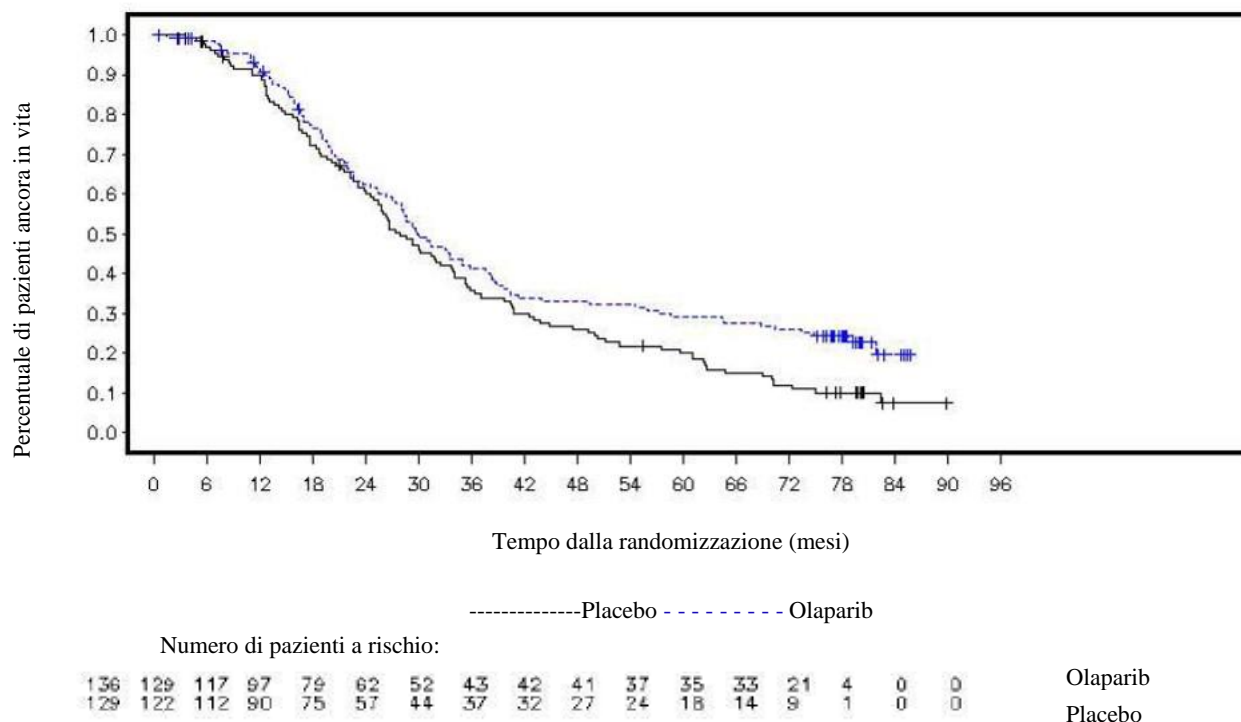 Percentuale di pazienti ancora in vita
1.0
0.9
0.8
0.7
0.6
0.5
0.4
0.3
0.2
0.1
0.0
0 6 12 18 24 30 36 42 48 54 60 66 72 78 84 90 96
Tempo dalla randomizzazione (mesi)
--------------Placebo - - - - - - - - - - Olaparib
Numero di pazienti a rischio:
136 129 117 97 79 62 52 43 42 41 37 35 33 21 4 0 0 Olaparib
129 122 112 90 75 57 44 37 32 27 24 18 14 9 1 0 0 Placebo